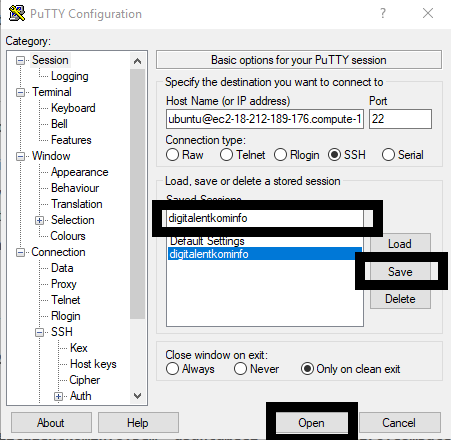 PuTTY Configuration
? ×
Category:
Session
Logging
Terminal
Keyboard
Bell
Features
Window
Appearance
Behaviour
Translation
Selection
Colours
Connection
Data
Proxy
Telnet
Rlogin
SSH
Kex
Host keys
Cipher
Auth
Basic options for your PuTTY session
Specify the destination you want to connect to
Host Name (or IP address) Port
ubuntu@ec2-18-212-189-176.compute-1 22
Connection type:
Raw Telnet Rlogin SSH Serial
Load, save or delete a stored session
Saved Sessions
digitalentkominfo
Default Settings
digitalentkominfo
Load
Save
Delete
Close window on exit:
Always Never Only on clean exit
About Help Open Cancel